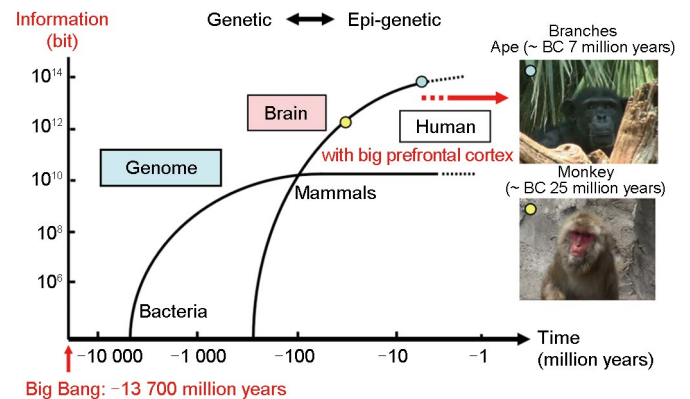 Information
(bit)
Genetic ↔ Epi-genetic
Branches
Ape (~ BC 7 million years)
10¹⁴
10¹²
10¹⁰
10⁸
10⁶
Brain
Human
with big prefrontal cortex
Genome
Mammals
Bacteria
Monkey
(~ BC 25 million years)
−10 000
−1 000
−100
−10
−1
Time
(million years)
Big Bang: −13 700 million years